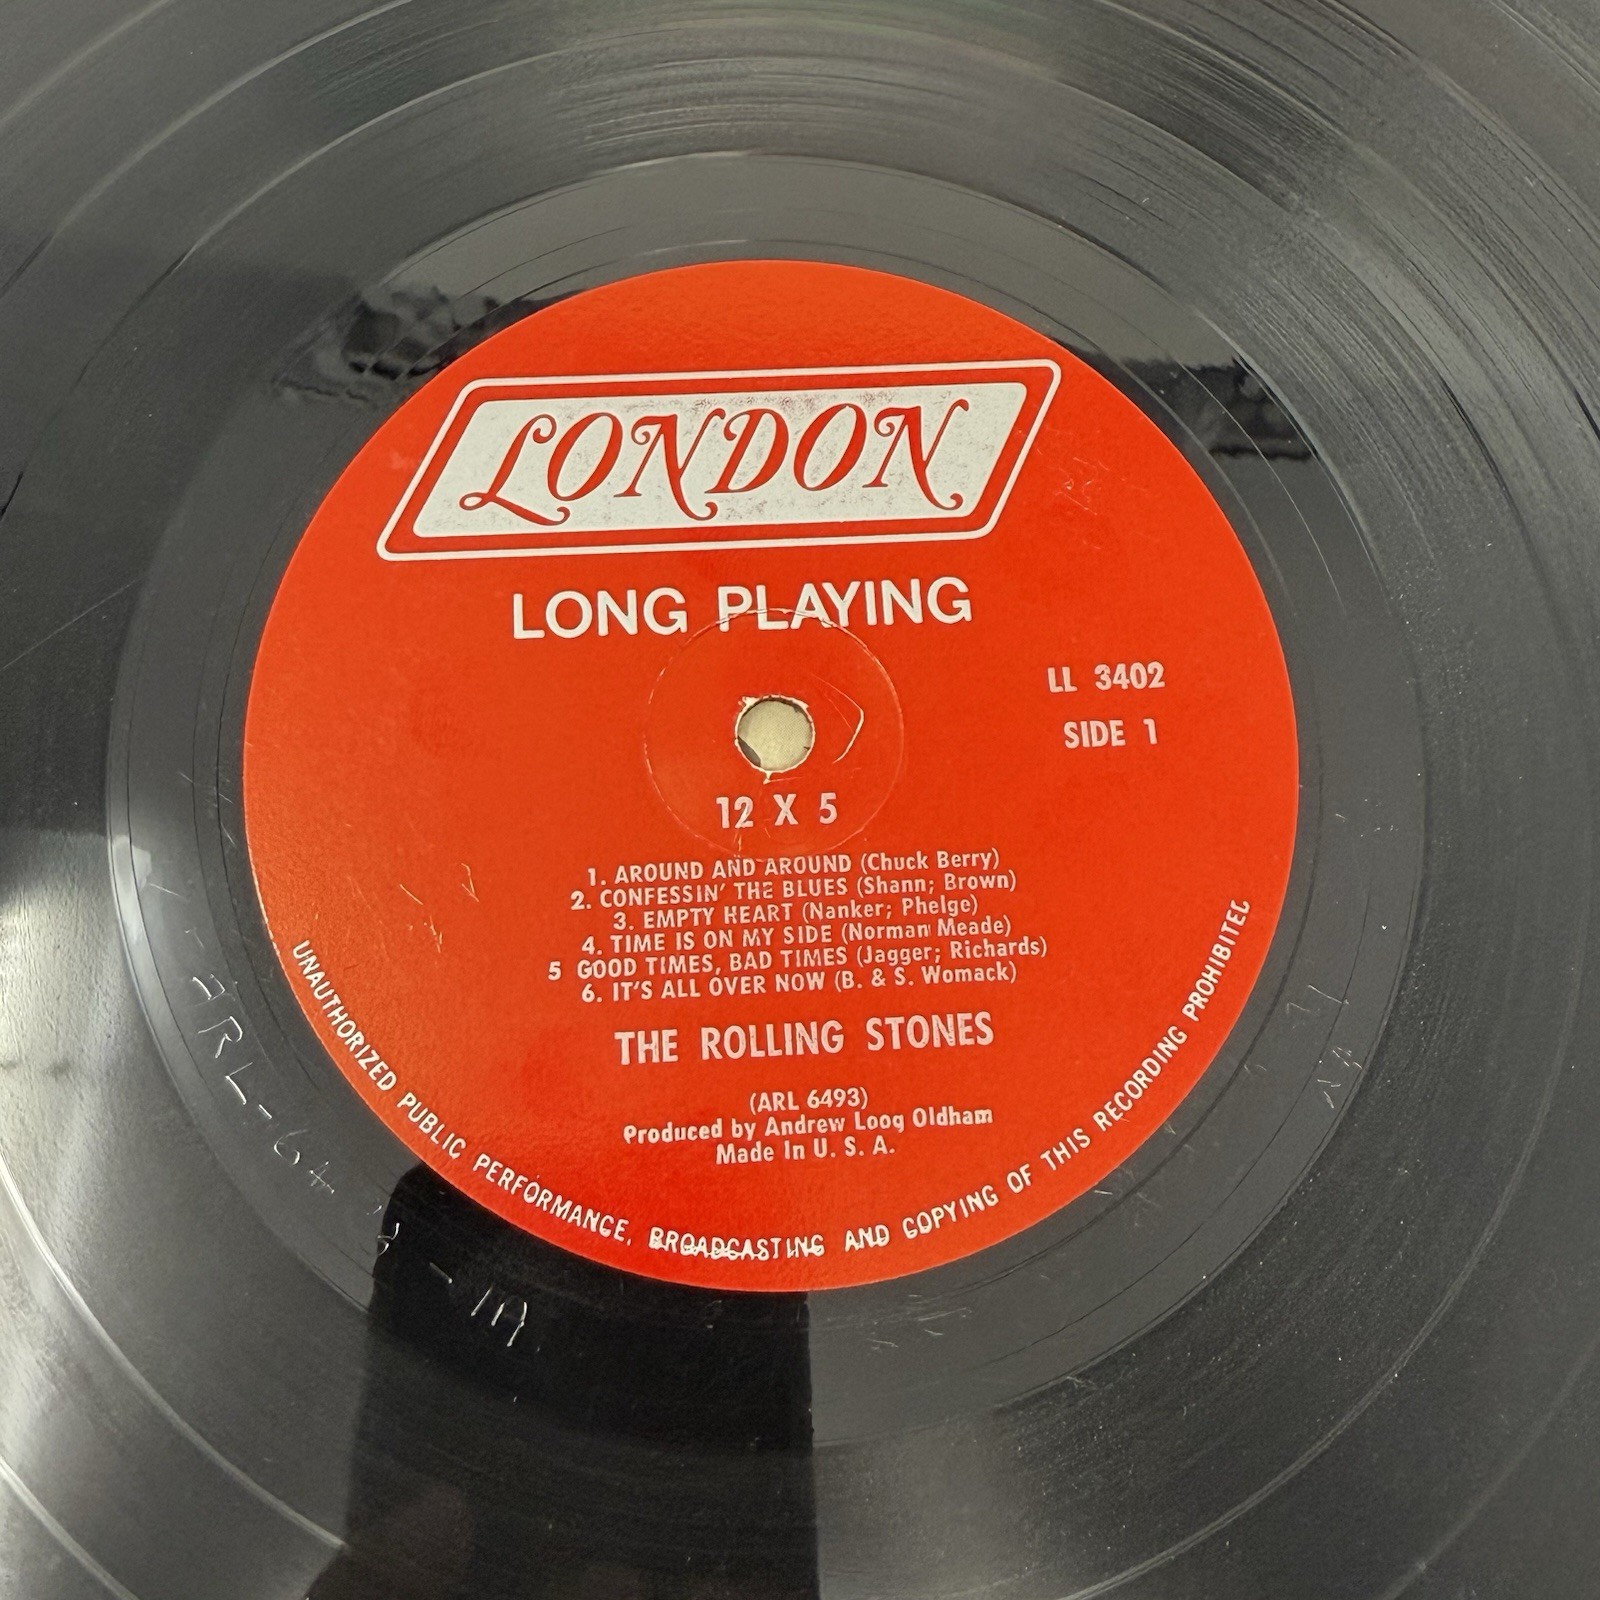 LONDON
LONG PLAYING
LL 3402
SIDE 1
12 X 5
1. AROUND AND AROUND (Chuck Berry)
2. CONFESSIN' THE BLUES (Shann; Brown)
3. EMPTY HEART (Nanker; Phelge)
4. TIME IS ON MY SIDE (Norman Meade)
5 GOOD TIMES, BAD TIMES (Jagger; Richards)
6. IT'S ALL OVER NOW (B. & S. Womack)
THE ROLLING STONES
(ARL 6493)
Produced by Andrew Loog Oldham
Made In U. S. A.
UNAUTHORIZED PUBLIC PERFORMANCE, BROADCASTING AND COPYING OF THIS RECORDING PROHIBITED